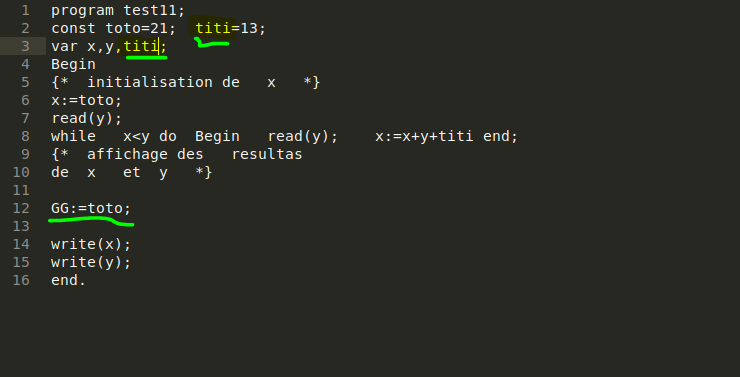 1 program test11;
2 const toto=21; titi=13;
3 var x,y,titi;
4 Begin
5 {* initialisation de x *}
6 x:=toto;
7 read(y);
8 while x<y do Begin read(y); x:=x+y+titi end;
9 {* affichage des resultas
10 de x et y *}
11
12 GG:=toto;
13
14 write(x);
15 write(y);
16 end.